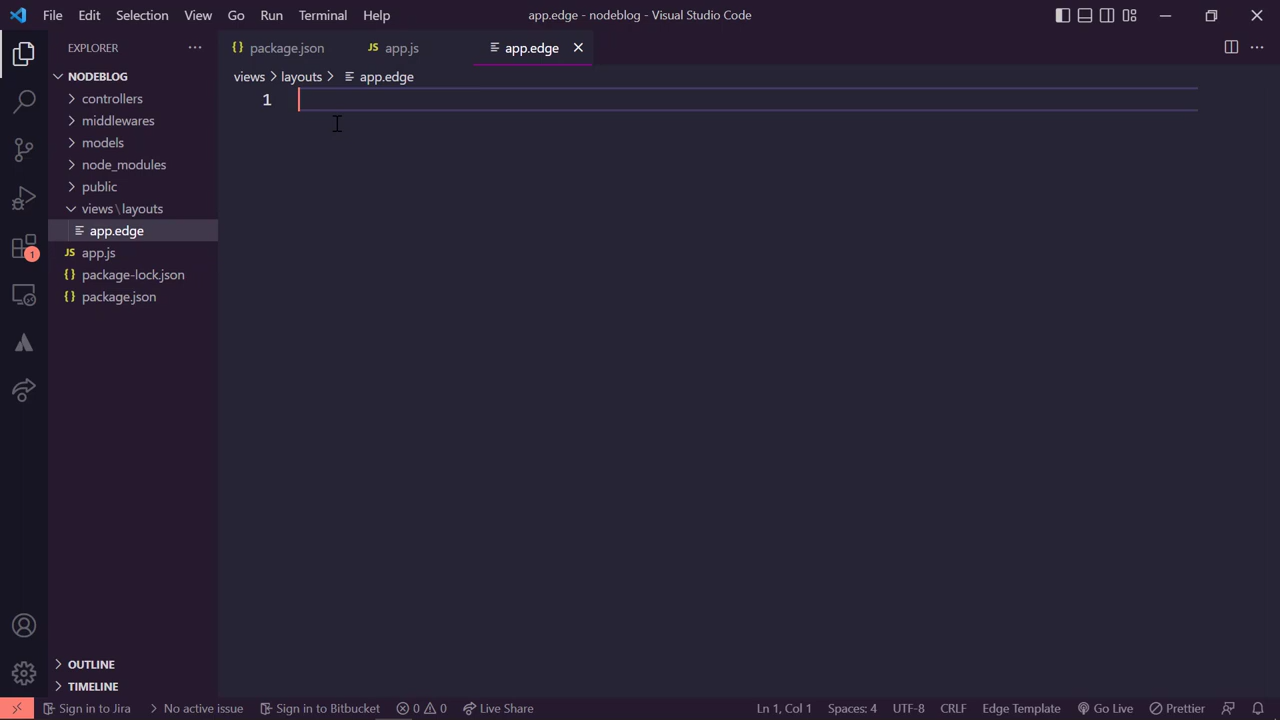 File Edit Selection View Go Run Terminal Help app.edge - nodeblog - Visual Studio Code
EXPLORER
{} package.json JS app.js app.edge
NODEBLOG
views layouts app.edge
controllers
1
middlewares
models
node_modules
public
views\layouts
app.edge
JS app.js
1
{} package-lock.json
{} package.json
OUTLINE
TIMELINE
Sign in to Jira No active issue Sign in to Bitbucket 0 0 Live Share Ln 1, Col 1 Spaces: 4 UTF-8 CRLF Edge Template Go Live Prettier